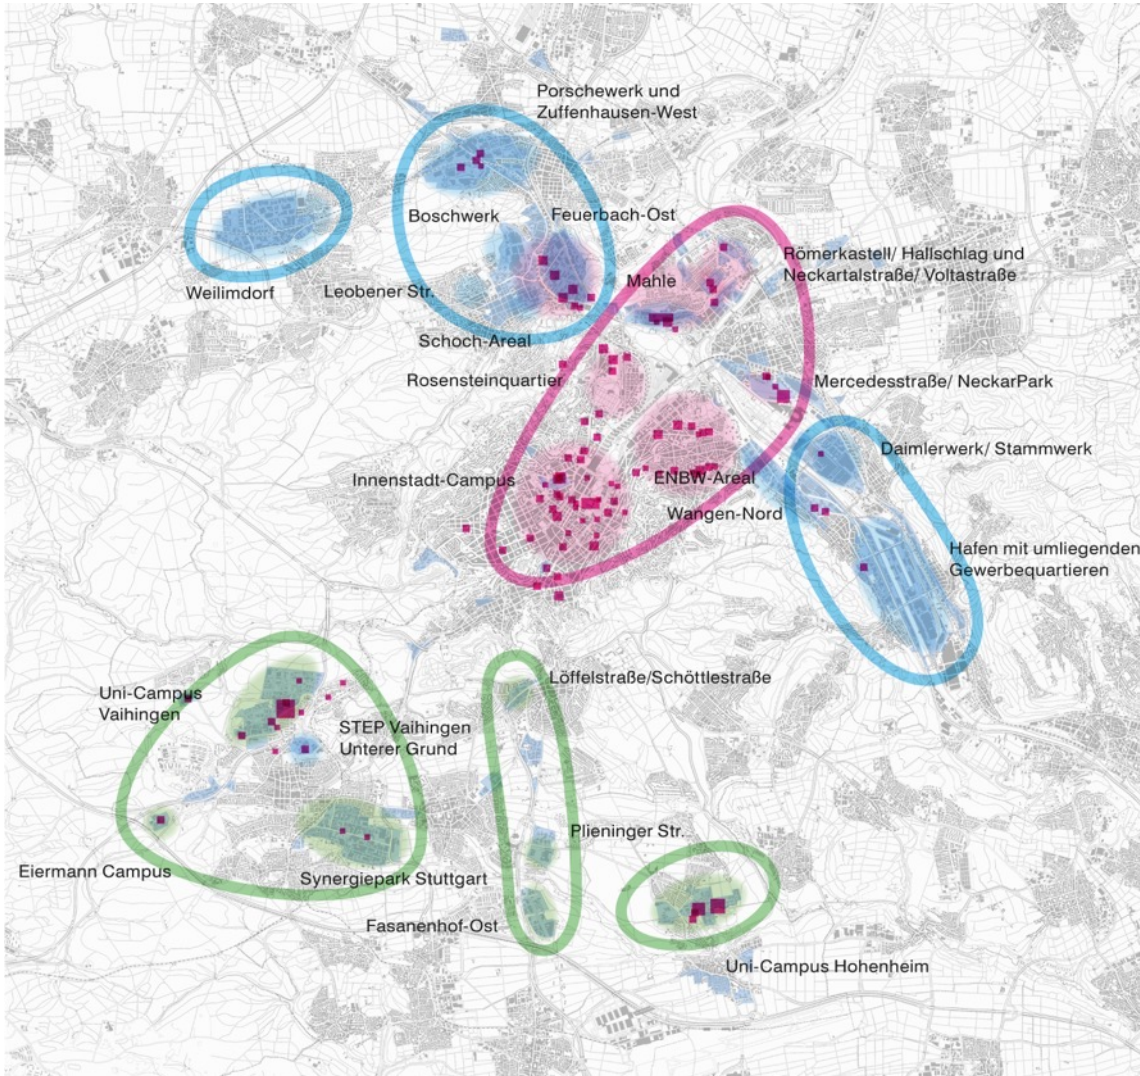 Porschewerk und
Zuffenhausen-West
Boschwerk
Feuerbach-Ost
Römerkastell/ Hallschlag und
Neckartalstraße/ Voltastraße
Mahle
Weilimdorf
Leobener Str.
Schoch-Areal
Rosensteinquartier
Mercedesstraße/ NeckarPark
Daimlerwerk/ Stammwerk
Innenstadt-Campus
ENBW-Areal
Wangen-Nord
Hafen mit umliegenden
Gewerbequartieren
Löffelstraße/Schöttlestraße
Uni-Campus
Vaihingen
STEP Vaihingen
Unterer Grund
Plieninger Str.
Eiermann Campus
Synergiepark Stuttgart
Fasanenhof-Ost
Uni-Campus Hohenheim